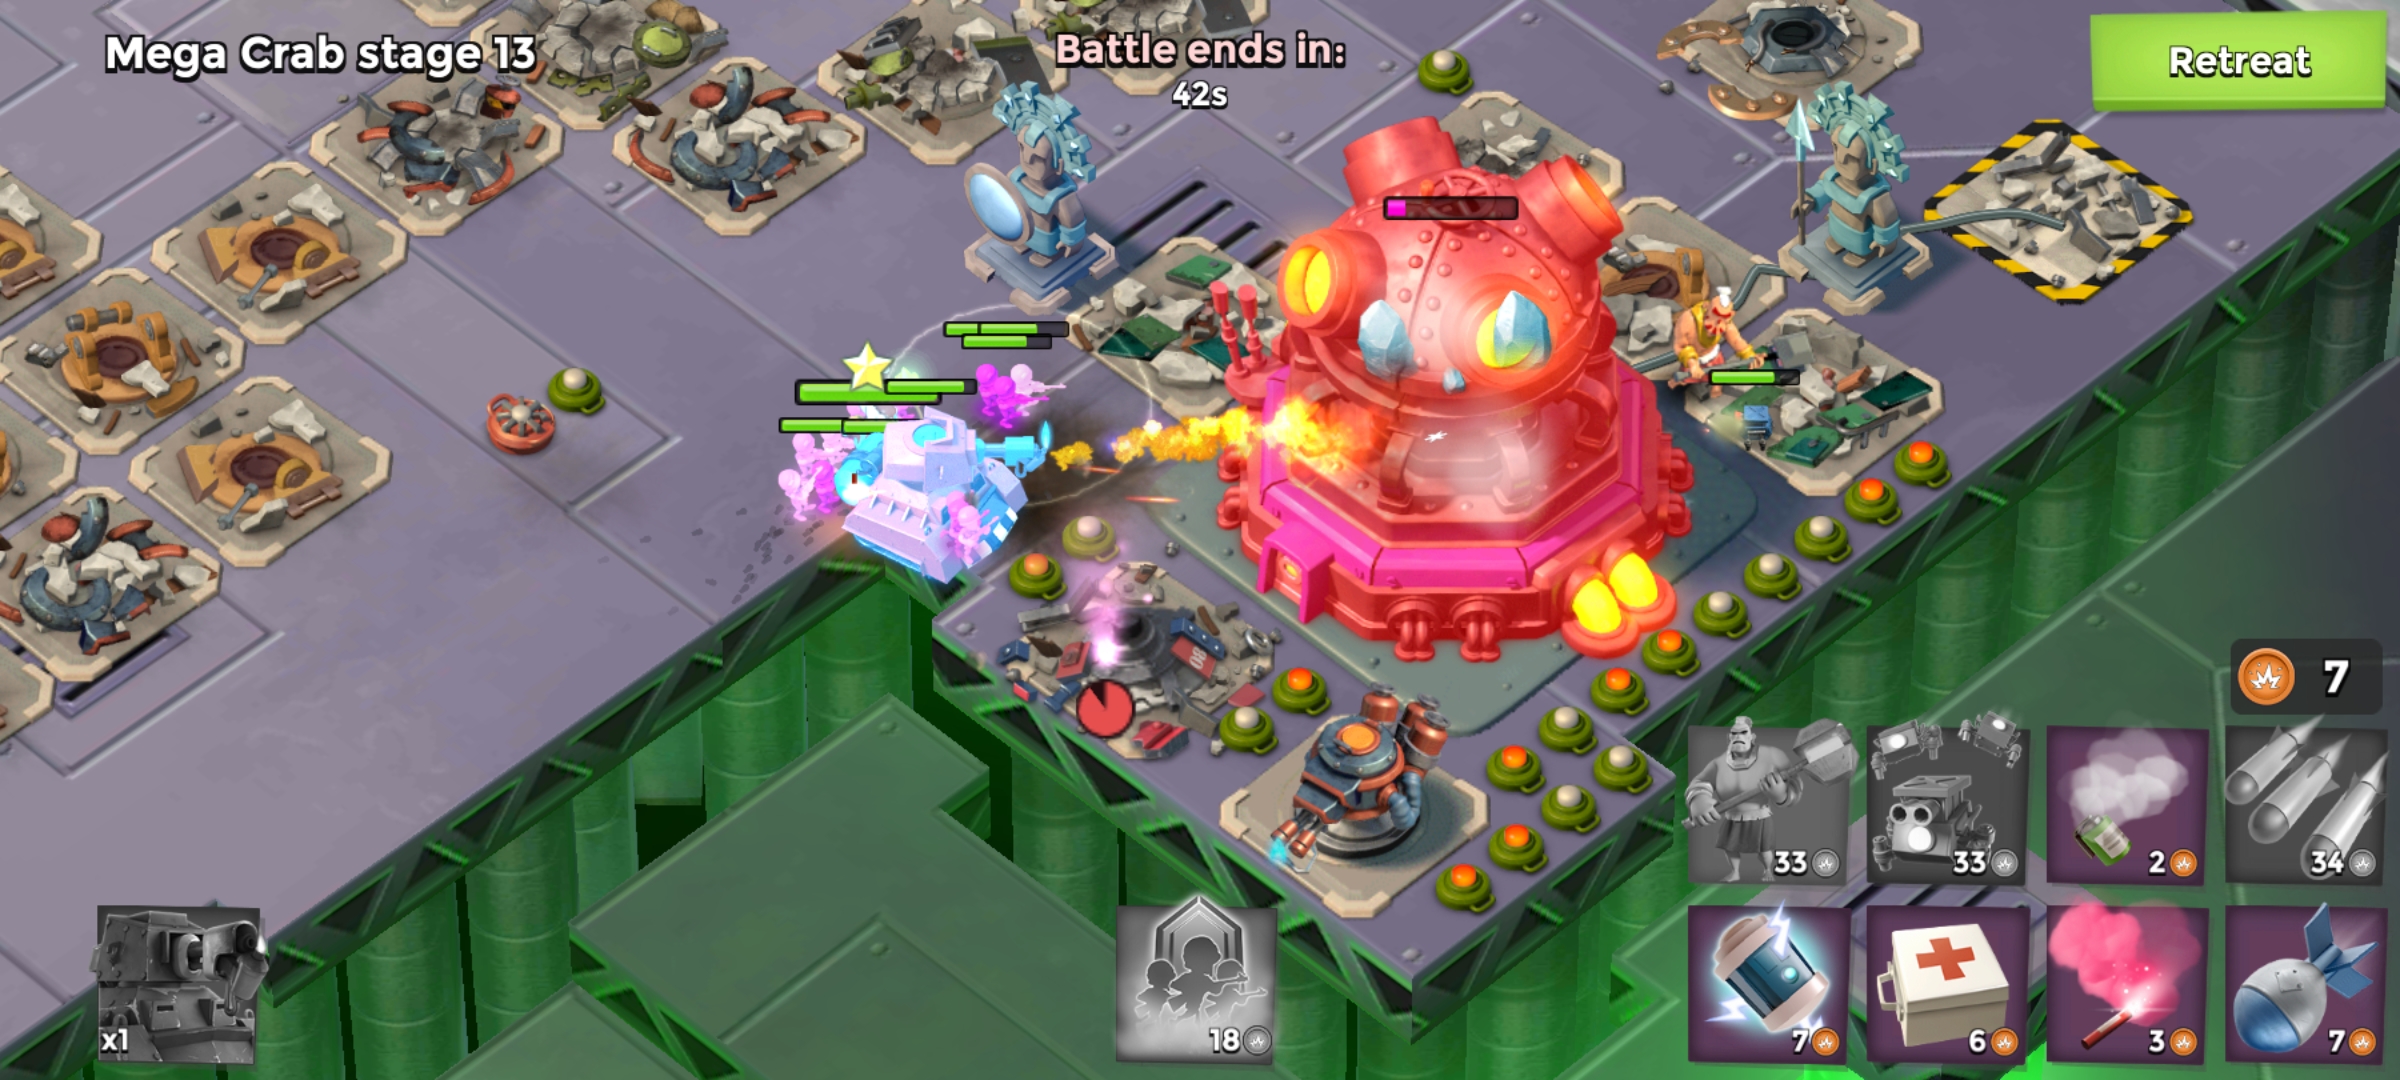 Mega Crab stage 13
Battle ends in:
42s
Retreat
7
33
33
2
34
x1
18
7
6
3
7